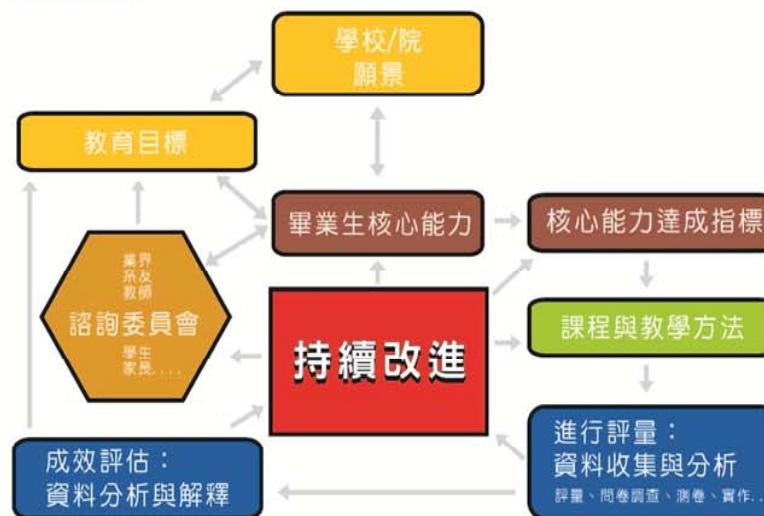 學校/院
願景
教育目標
畢業生核心能力
核心能力達成指標
業界
系友
教師
諮詢委員會
學生
家長....
持續改進
課程與教學方法
成效評估：
資料分析與解釋
進行評量：
資料收集與分析
評量、問卷調查、測卷、實作..